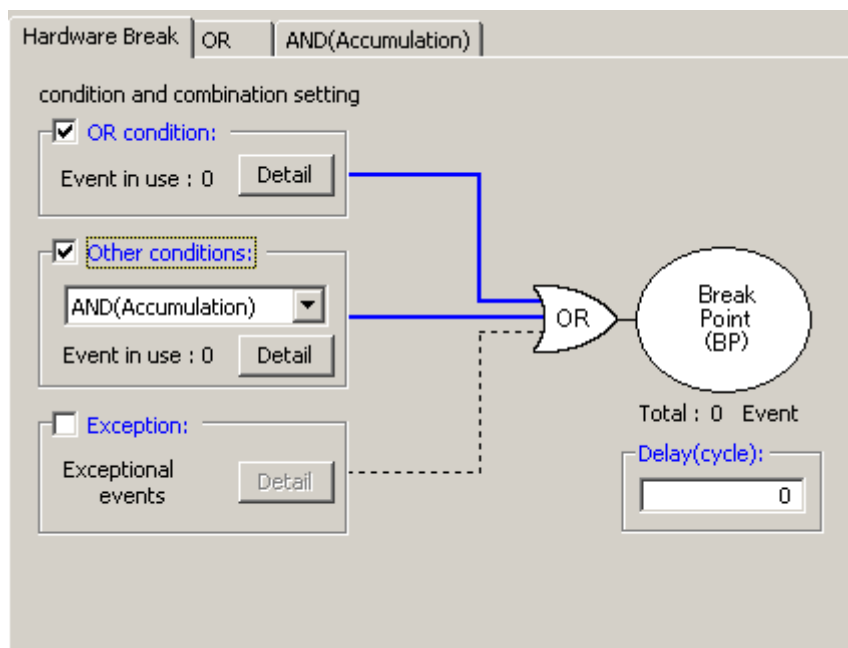 Hardware Break
OR
AND(Accumulation)
condition and combination setting
OR condition:
Event in use : 0
Detail
Other conditions:
AND(Accumulation)
Event in use : 0
Detail
Exception:
Exceptional
events
Detail
OR
Break
Point
(BP)
Total : 0 Event
Delay(cycle):
0